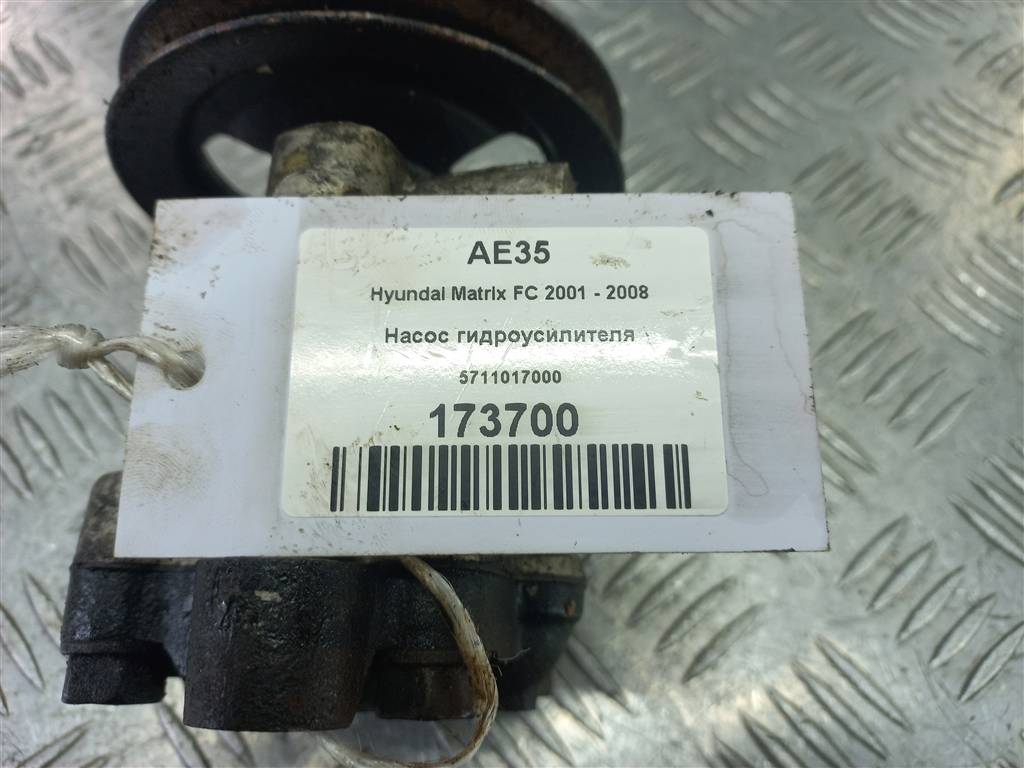 AE35
Hyundai Matrix FC 2001 - 2008
Насос гидроусилителя
5711017000
173700